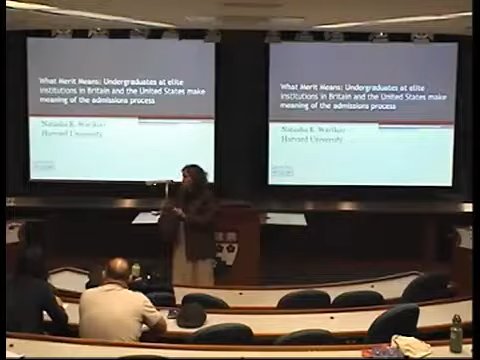 What Merit Means: Undergraduates at elite
institutions in Britain and the United States make
meaning of the admissions process
Natasha K. Warikoo
Harvard University
What Merit Means: Undergraduates at elite
institutions in Britain and the United States make
meaning of the admissions process
Natasha K. Warikoo
Harvard University